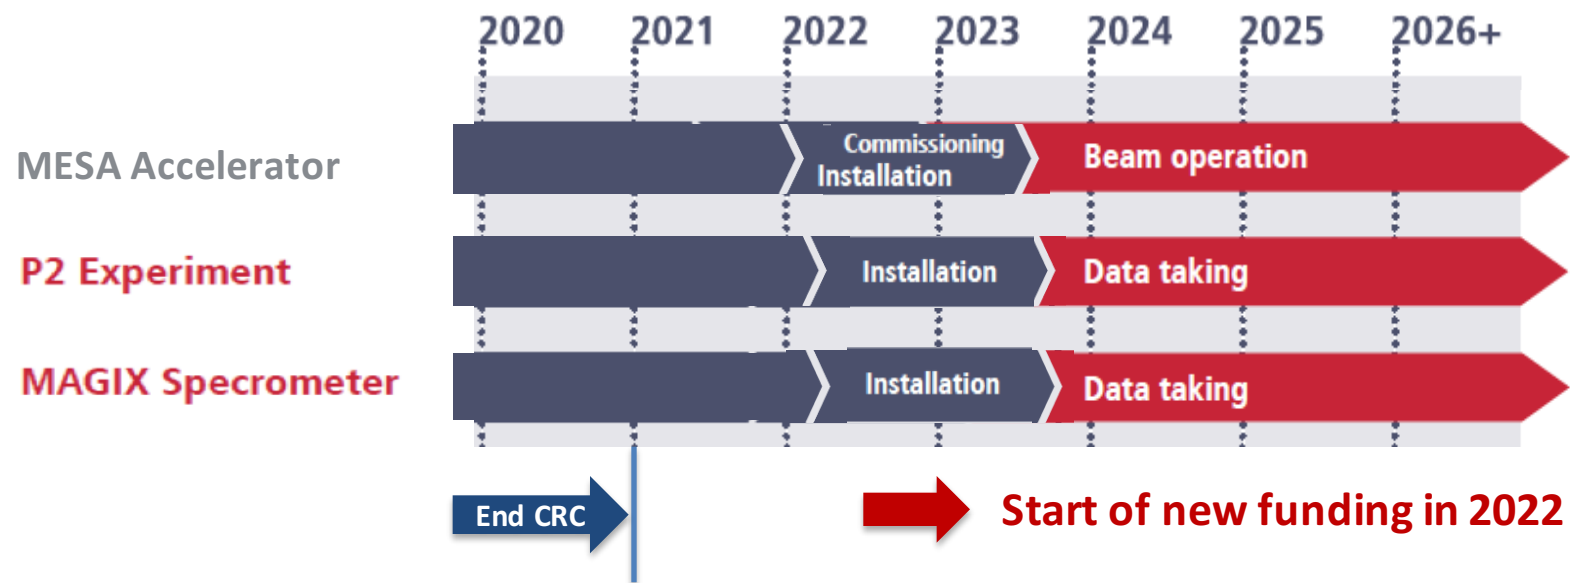 2020 2021 2022 2023 2024 2025 2026+
MESA Accelerator
Commissioning
Installation
Beam operation
P2 Experiment
Installation
Data taking
MAGIX Specrometer
Installation
Data taking
End CRC
Start of new funding in 2022